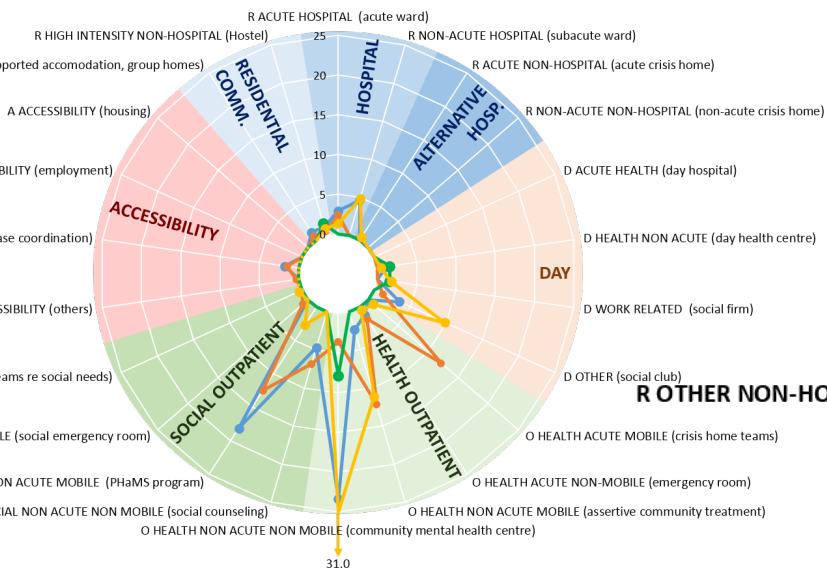 R ACUTE HOSPITAL (acute ward)
R HIGH INTENSITY NON-HOSPITAL (Hostel)
25
R NON-ACUTE HOSPITAL (subacute ward)
ported accomodation, group homes)
R ACUTE NON-HOSPITAL (acute crisis home)
20
RESIDENTIAL
COMM.
HOSPITAL
ALTERNATIVE
HOSP.
A ACCESSIBILITY (housing)
15
R NON-ACUTE NON-HOSPITAL (non-acute crisis home)
10
BILITY (employment)
D ACUTE HEALTH (day hospital)
5
ACCESSIBILITY
ase coordination)
0
D HEALTH NON ACUTE (day health centre)
DAY
SSIBILITY (others)
D WORK RELATED (social firm)
eams re social needs)
SOCIAL OUTPATIENT
HEALTH OUTPATIENT
D OTHER (social club)
R OTHER NON-HO
LE (social emergency room)
O HEALTH ACUTE MOBILE (crisis home teams)
ON ACUTE MOBILE (PHaMS program)
O HEALTH ACUTE NON-MOBILE (emergency room)
CIAL NON ACUTE NON MOBILE (social counseling)
O HEALTH NON ACUTE MOBILE (assertive community treatment)
O HEALTH NON ACUTE NON MOBILE (community mental health centre)
31.0